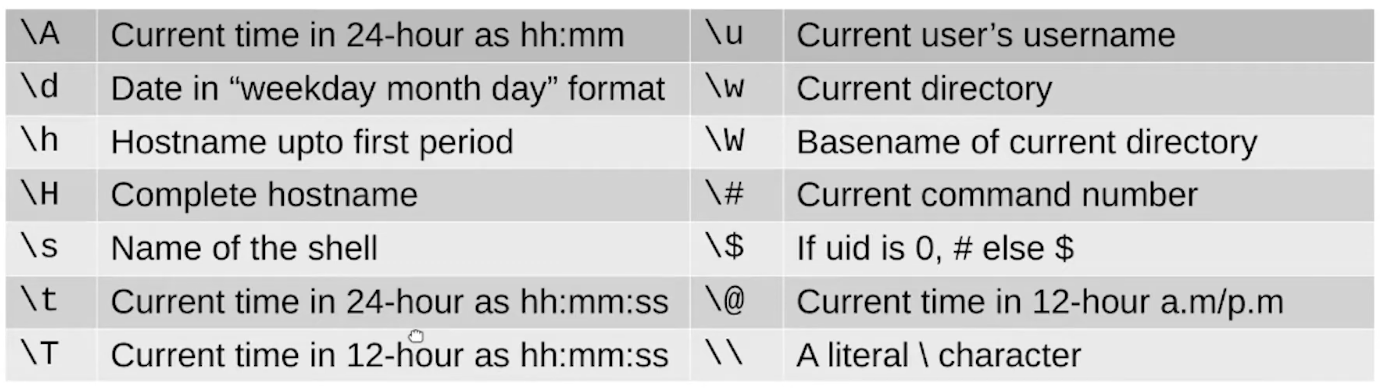 \A Current time in 24-hour as hh:mm \u Current user’s username
\d Date in “weekday month day” format \w Current directory
\h Hostname upto first period \W Basename of current directory
\H Complete hostname \# Current command number
\s Name of the shell \$ If uid is 0, # else $
\t Current time in 24-hour as hh:mm:ss \@ Current time in 12-hour a.m/p.m
\T Current time in 12-hour as hh:mm:ss \\ A literal \ character